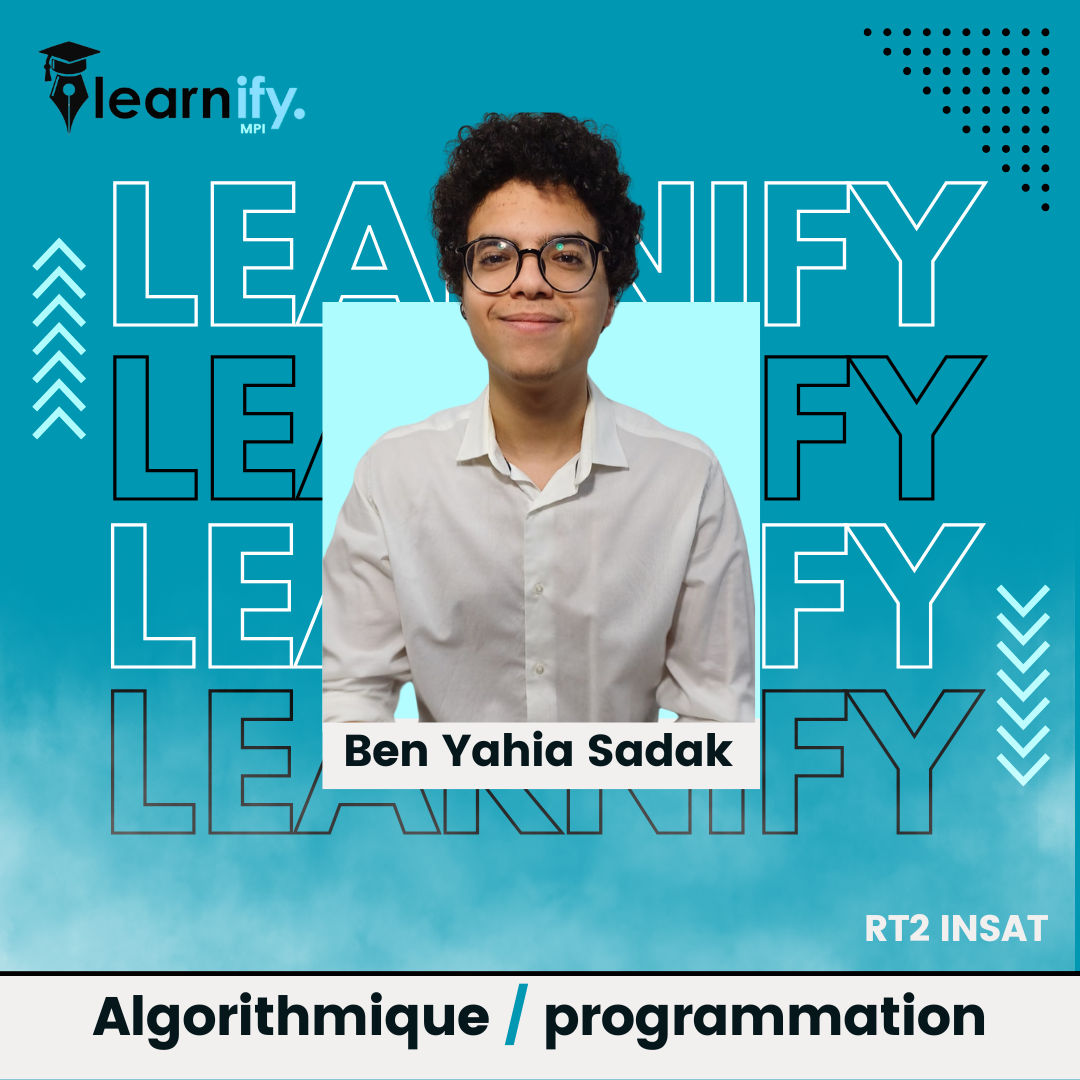 learnify.
MPI
LEARNIFY
LEARNIFY
LEARNIFY
LEARNIFY
Ben Yahia Sadak
RT2 INSAT
Algorithmique / programmation